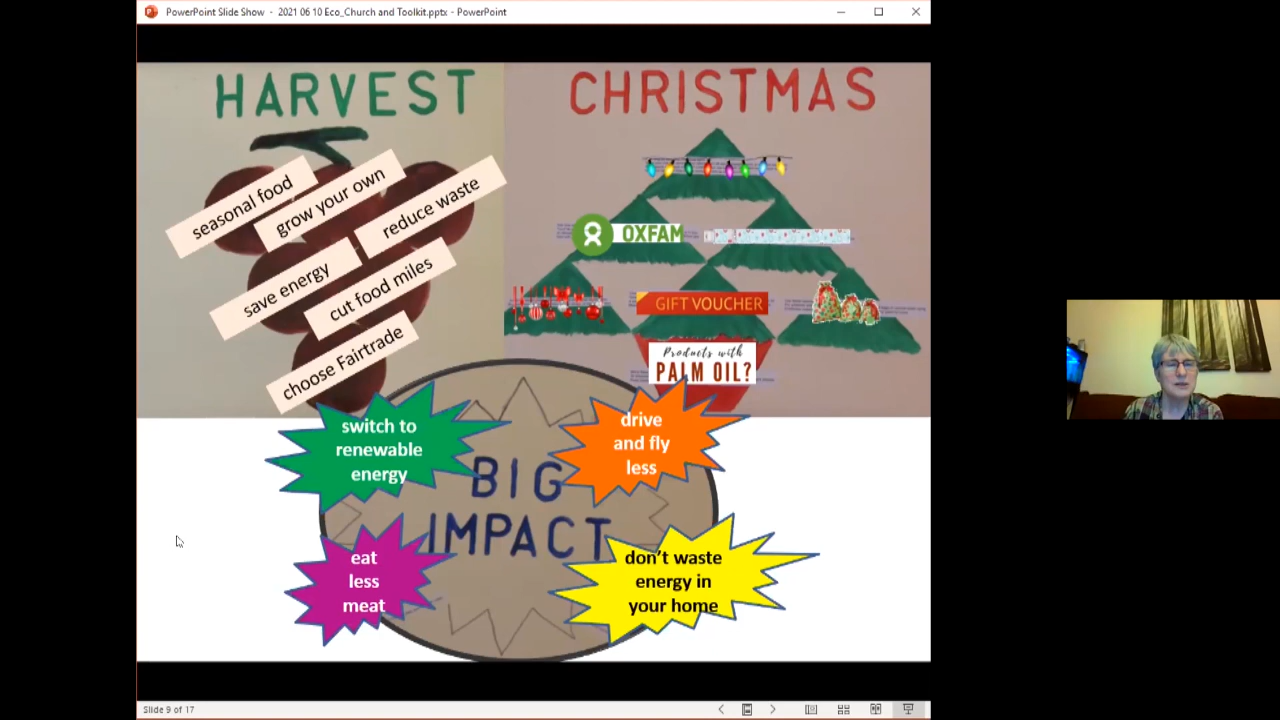 PowerPoint Slide Show - 2021 06 10 Eco_Church and Toolkit.pptx - PowerPoint
HARVEST
CHRISTMAS
seasonal food
grow your own
reduce waste
save energy
cut food miles
choose Fairtrade
OXFAM
GIFT VOUCHER
Products with
PALM OIL?
switch to
renewable
energy
drive
and fly
less
BIG
IMPACT
eat
less
meat
don't waste
energy in
your home
Slide 9 of 17